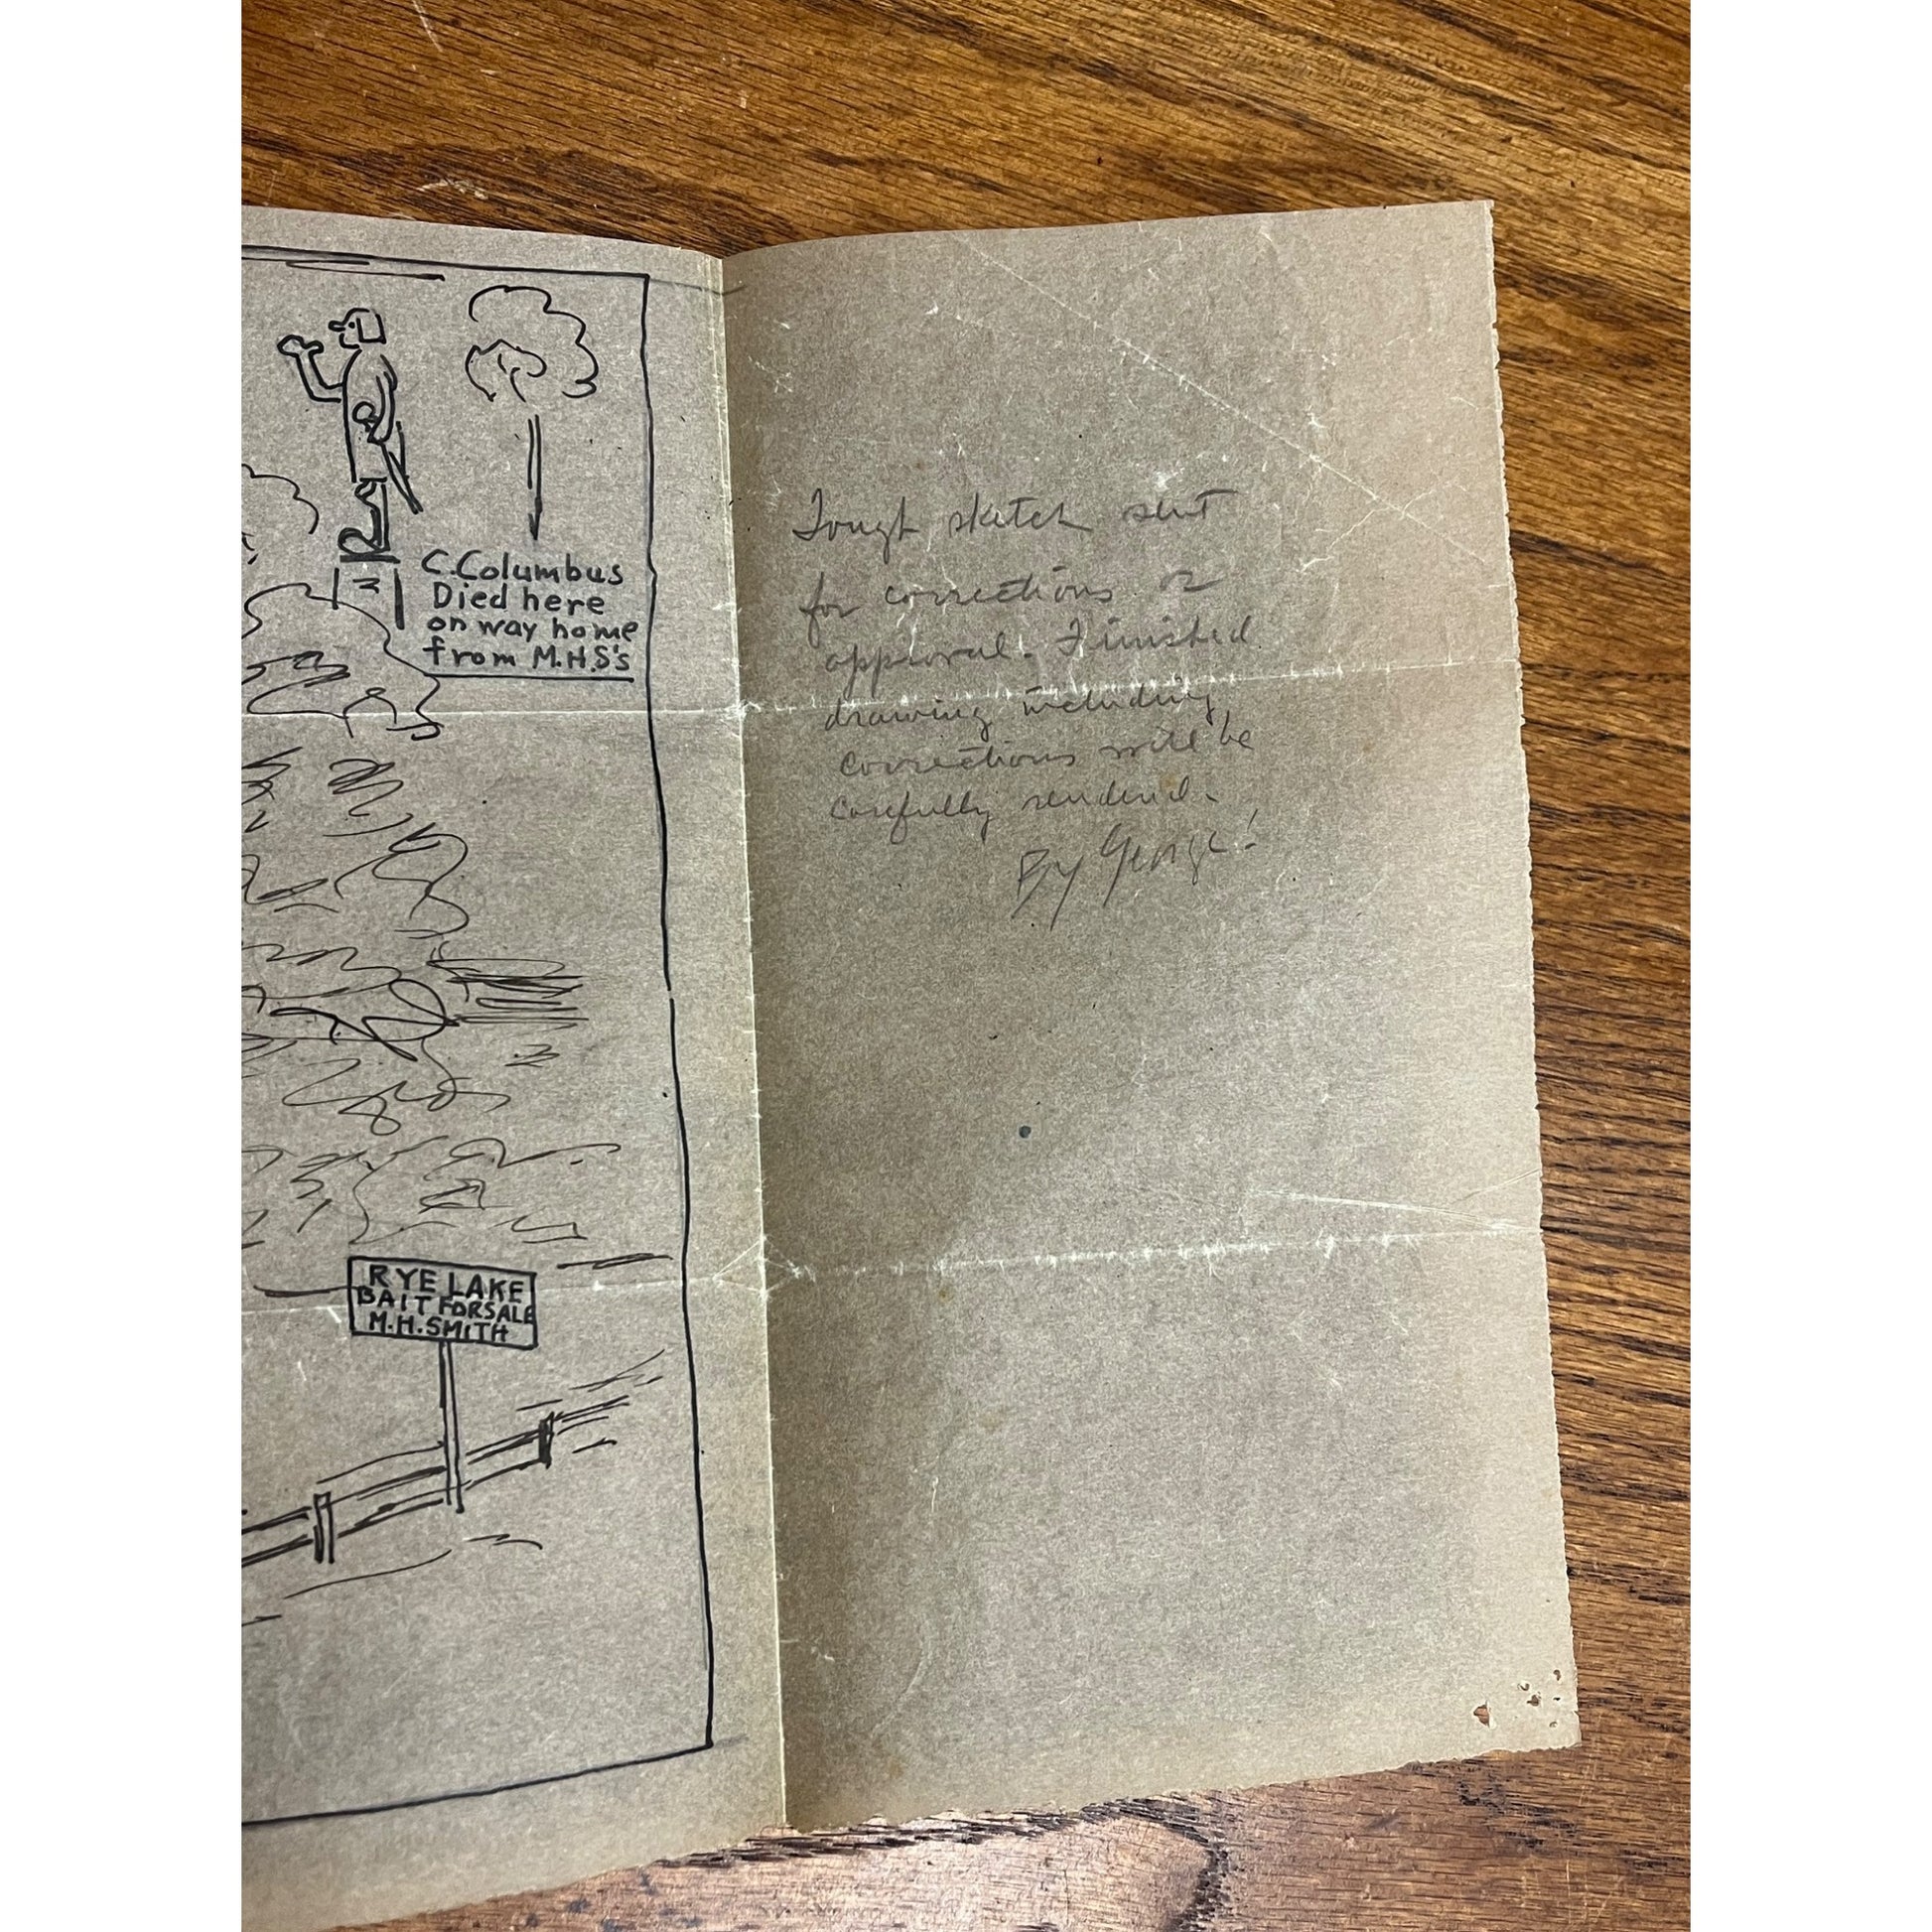 C. Columbus
Died here
on way home
from M.H.S's
RYE LAKE
BAIT FOR SALE
M.H. SMITH
sketch sent
for corrections or
approval. Finished
drawing including
corrections will be
carefully rendered.
By George!